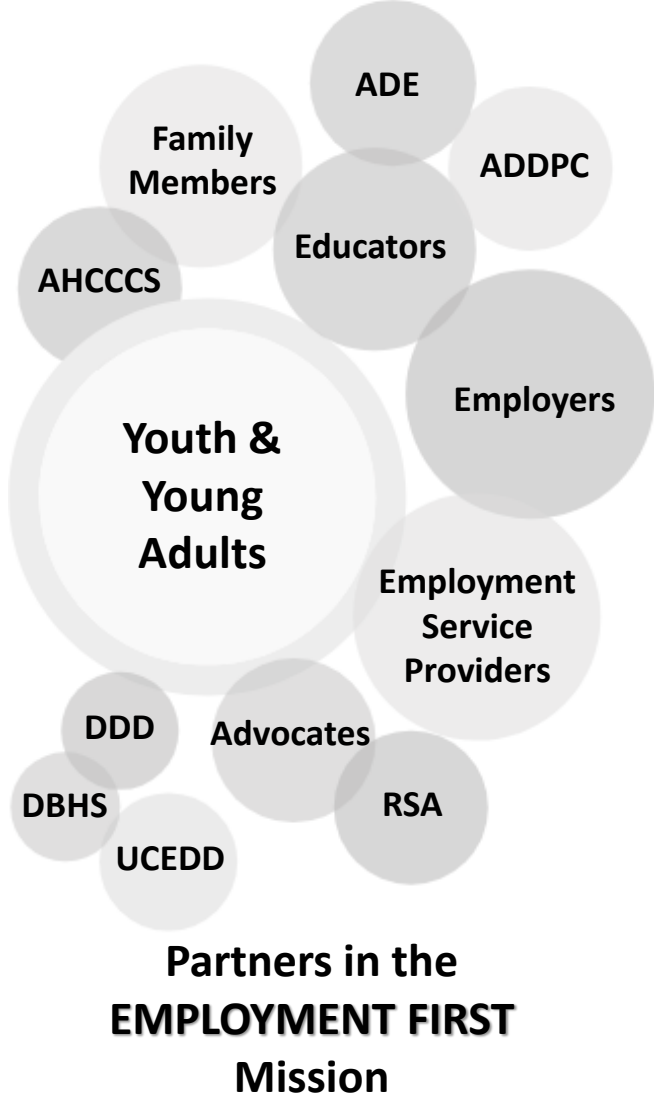 ADE
Family
Members
ADDPC
Educators
AHCCCS
Employers
Youth &
Young
Adults
Employment
Service
Providers
DDD
Advocates
DBHS
RSA
UCEDD
Partners in the
EMPLOYMENT FIRST
Mission